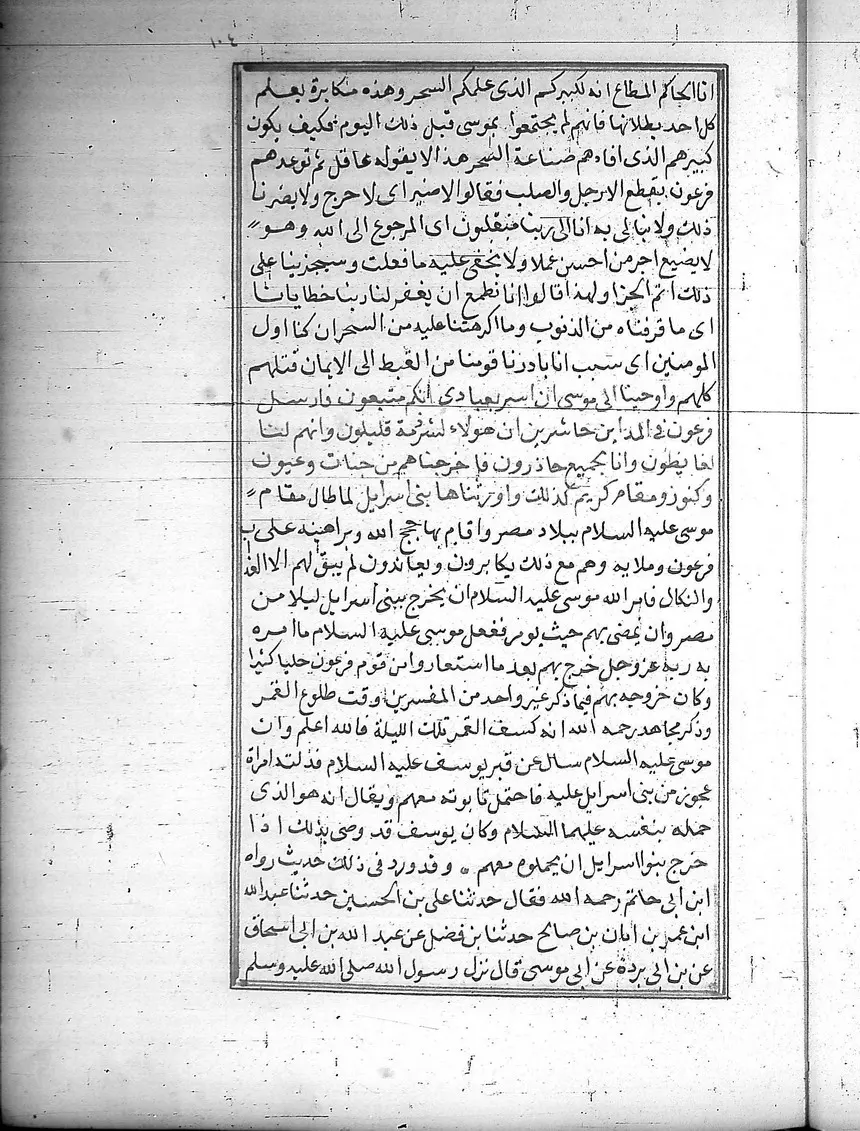 ١٠٤
انا الحاكم المطاع انه لكبيركم الذى علمكم السحر وهذه مكابرة يعلم
كل احد بطلانها فانهم لم يجتمعوا بموسى قبل ذلك اليوم فكيف يكون
كبيرهم الذى افادهم صناعة السحر هذا لا يقوله عاقل ثم توعدهم
فرعون بقطع الارجل والصلب فقالوا لا ضير اى لا حرج ولا يضرنا
ذلك ولا نبالى به انا الى ربنا منقلبون اى المرجوع الى الله وهو
لا يضيع اجر من احسن عملا ولا يخفى عليه ما فعلت وسيجزينا على
ذلك اتم الجزا ولهذا قالوا انا نطمع ان يغفر لنا ربنا خطايانا
اى ما قرفناه من الذنوب وما اكرهتنا عليه من السحر ان كنا اول
المومنين اى سبب انا بادرنا قومنا من القبط الى الايمان قتلهم
كلهم واوحينا الى موسى ان اسر بعبادى انكم متبعون فارسل
فرعون فى المداين حاشرين ان هولاء لشرذمة قليلون وانهم لنا
لغايظون وانا لجميع حاذرون فاخرجناهم من جنات وعيون
وكنوز ومقام كريم كذلك واورثناها بنى اسرايل لما طال مقام
موسى عليه السلام ببلاد مصر واقام بها حجج الله وبراهينه على
فرعون وملايه وهم مع ذلك يكابرون ويعاندون لم يبق لهم الا
والنكال فامر الله موسى عليه السلام ان يخرج ببنى اسرايل ليلا من
مصر وان يمضى بهم حيث يومر ففعل موسى عليه السلام ما امره
به ربه عز وجل خرج بهم بعد ما استعاروا من قوم فرعون حليا كثيرا
وكان خروجه بهم فيما ذكر غير واحد من المفسرين وقت طلوع القمر
وذكر مجاهد رحمه الله انه كسف القمر تلك الليلة فالله اعلم وان
موسى عليه السلام سال عن قبر يوسف عليه السلام فدلته امراة
عجوز من بنى اسرايل عليه فاحتمل تابوته معهم ويقال انه هو الذى
حمله بنفسه عليهما السلام وكان يوسف قد وصى بذلك اذا
خرج بنوا اسرايل ان يحملوه معهم وقد ورد فى ذلك حديث رواه
ابن ابى حاتم رحمه الله فقال حدثنا على بن الحسين حدثنا عبد الله
ابن عمر بن ابان بن صالح حدثنا بن فضل عن عبد الله بن ابى اسحاق
عن بن ابى بردة عن ابى موسى قال نزل رسول الله صلى الله عليه وسلم